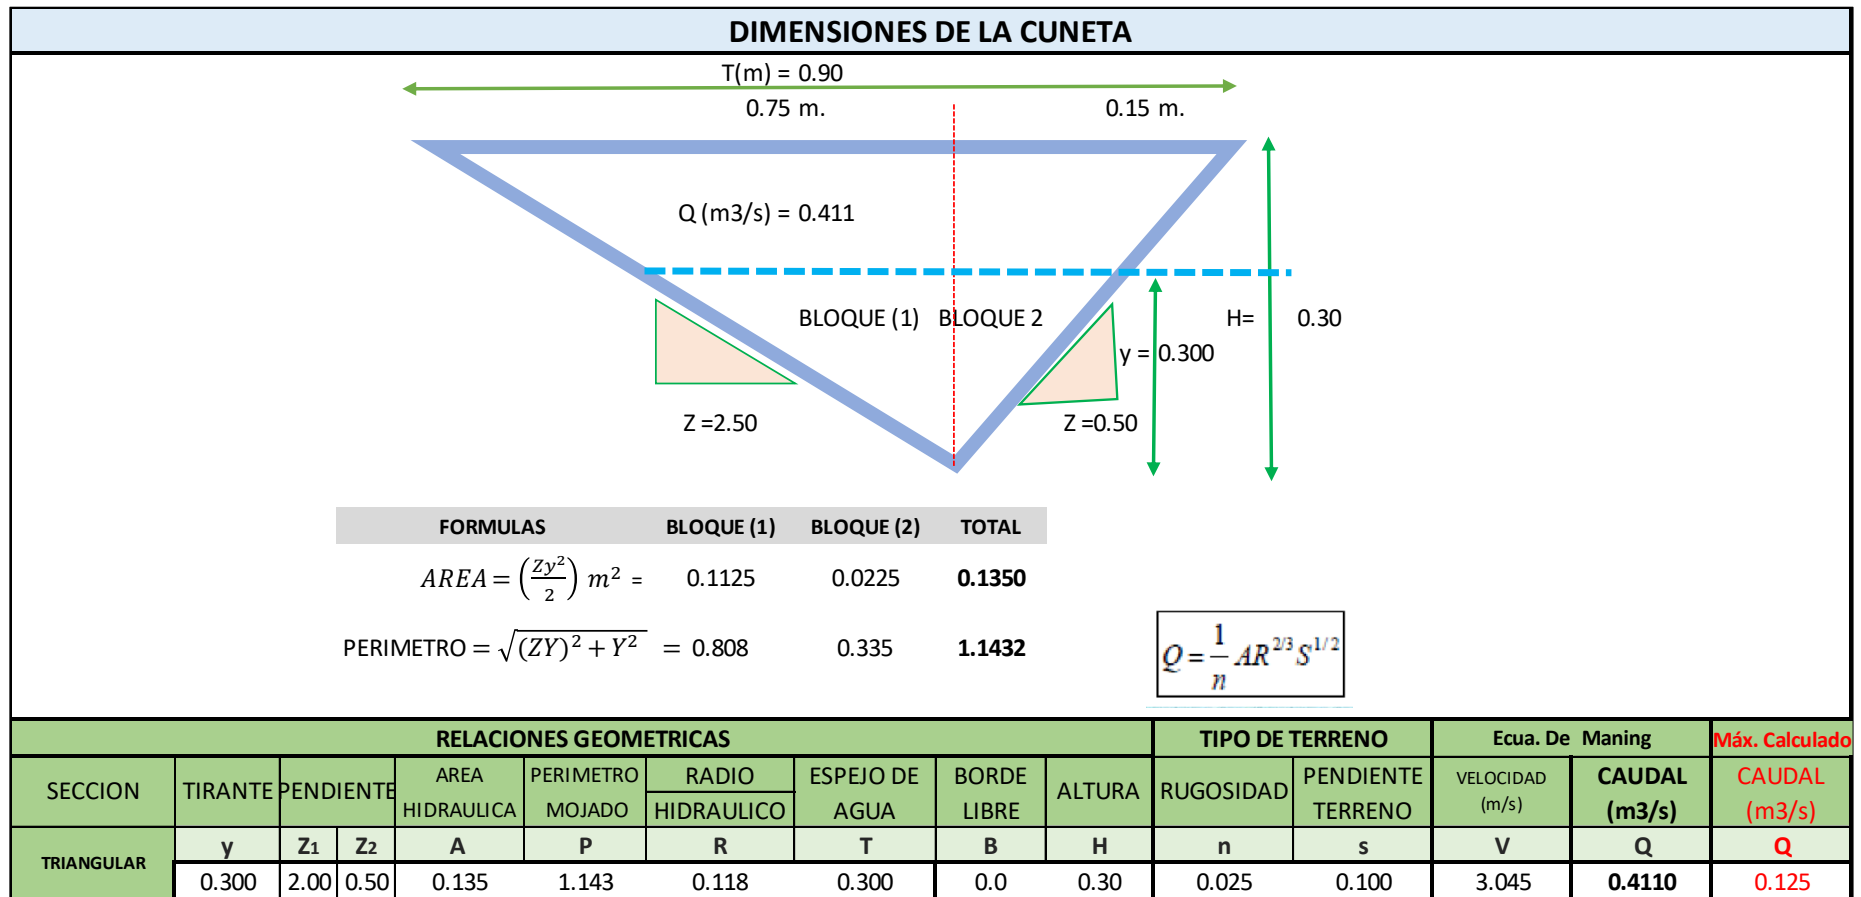 DIMENSIONES DE LA CUNETA
T(m) = 0.90
0.75 m. 0.15 m.
Q (m3/s) = 0.411
BLOQUE (1) BLOQUE 2 H= 0.30
y = 0.300
Z =2.50 Z =0.50
FORMULAS BLOQUE (1) BLOQUE (2) TOTAL
AREA = (Zy²/2) m² = 0.1125 0.0225 0.1350
PERIMETRO = √((ZY)² + Y²) = 0.808 0.335 1.1432
Q = 1/n AR^2/3 S^1/2
RELACIONES GEOMETRICAS TIPO DE TERRENO Ecua. De Maning Máx. Calculado
SECCION TIRANTE PENDIENTE AREA HIDRAULICA PERIMETRO MOJADO RADIO HIDRAULICO ESPEJO DE AGUA BORDE LIBRE ALTURA RUGOSIDAD PENDIENTE TERRENO VELOCIDAD (m/s) CAUDAL (m3/s) CAUDAL (m3/s)
TRIANGULAR y Z1 Z2 A P R T B H n s V Q Q
0.300 2.00 0.50 0.135 1.143 0.118 0.300 0.0 0.30 0.025 0.100 3.045 0.4110 0.125